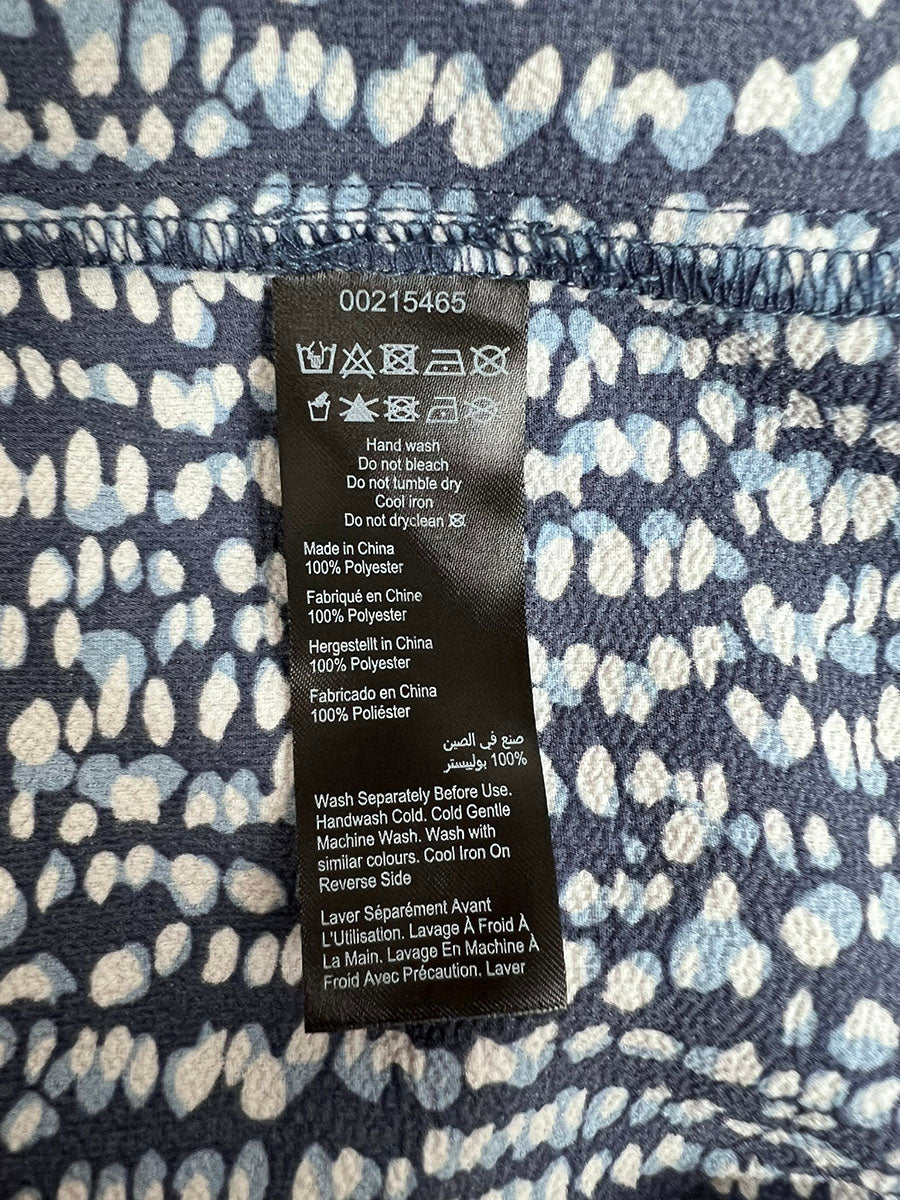 00215465
Hand wash
Do not bleach
Do not tumble dry
Cool iron
Do not dryclean
Made in China
100% Polyester
Fabriqué en Chine
100% Polyester
Hergestellt in China
100% Polyester
Fabricado en China
100% Poliéster
صنع في الصين
100% بوليستر
Wash Separately Before Use.
Handwash Cold. Cold Gentle
Machine Wash. Wash with
similar colours. Cool Iron On
Reverse Side
Laver Séparément Avant
L'Utilisation. Lavage À Froid À
La Main. Lavage En Machine À
Froid Avec Précaution. Laver